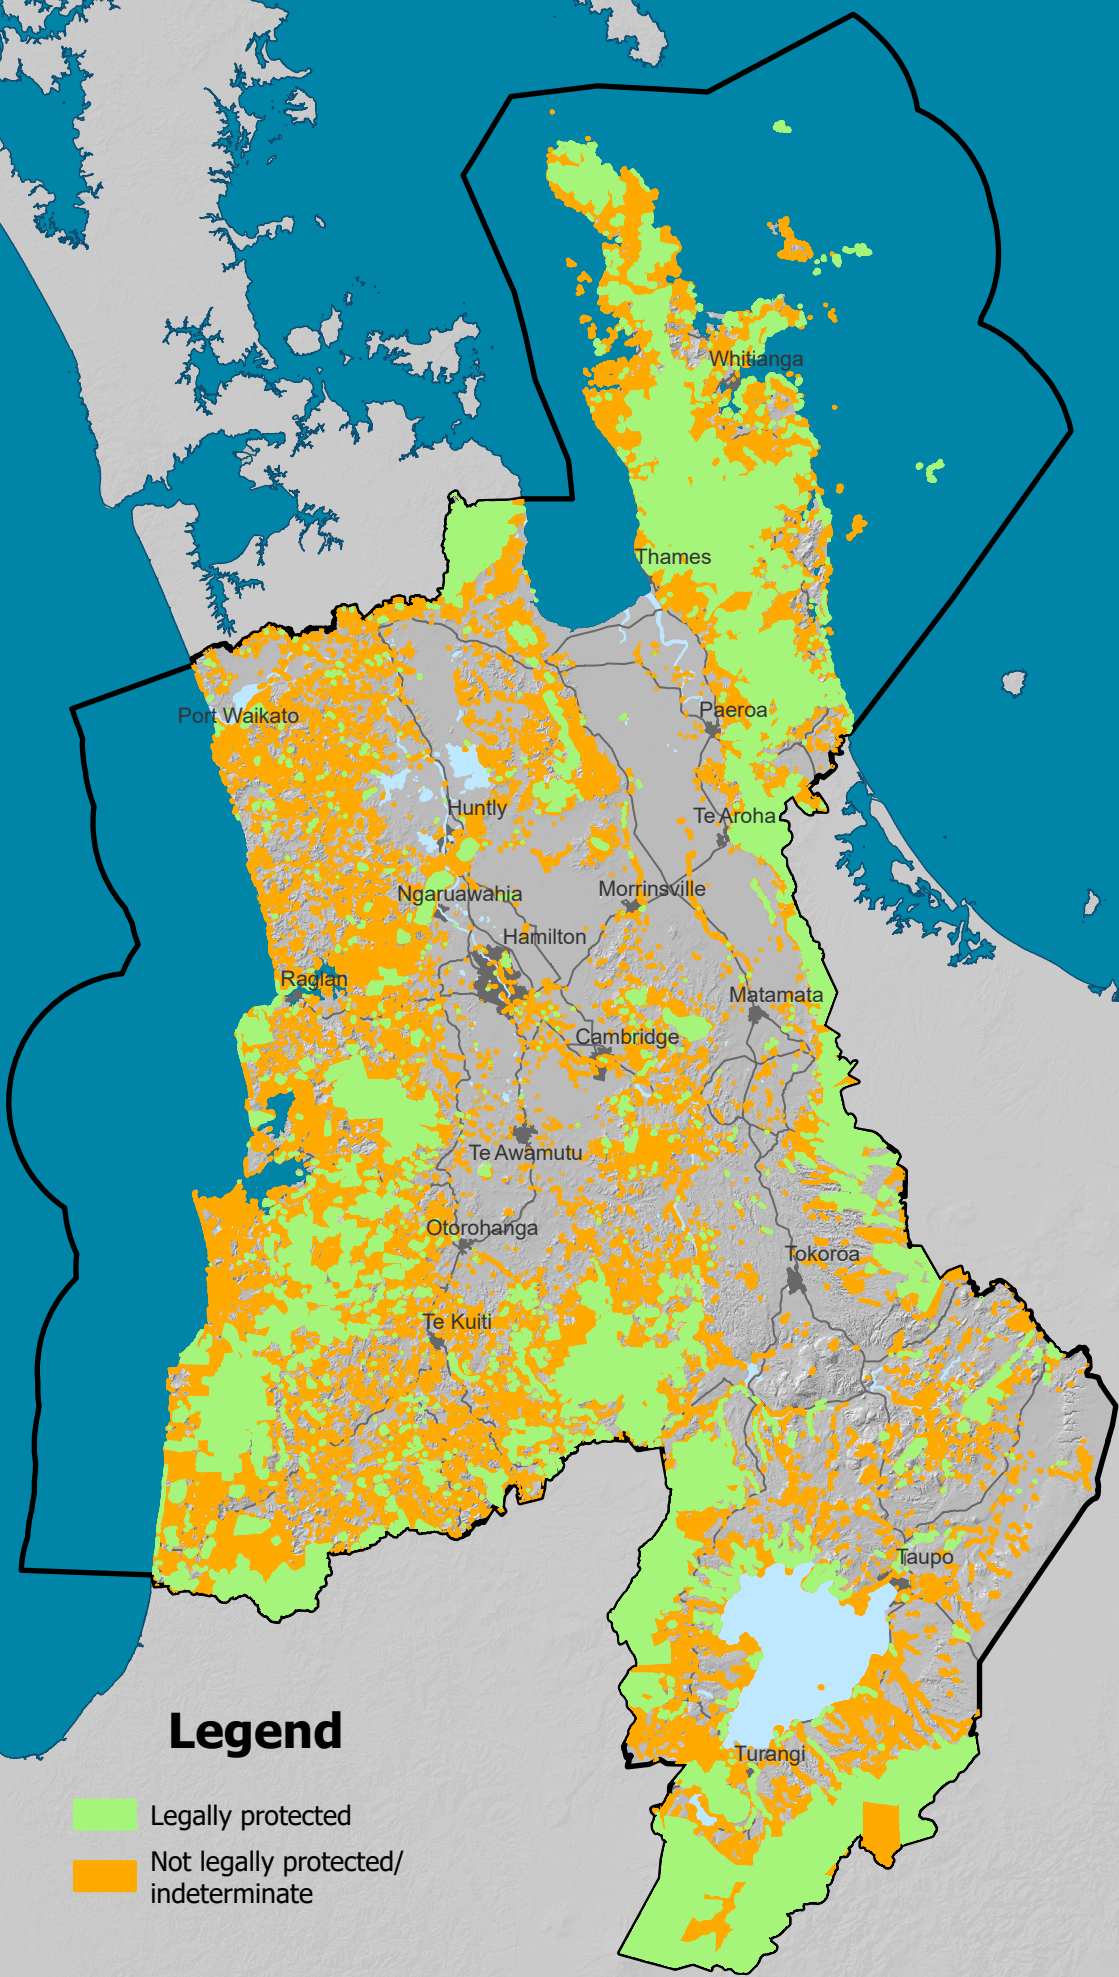 Whitianga
Thames
Paeroa
Port Waikato
Huntly
Te Aroha
Ngaruawahia
Morrinsville
Hamilton
Raglan
Matamata
Cambridge
Te Awamutu
Otorohanga
Tokoroa
Te Kuiti
Taupo
Turangi
Legend
Legally protected
Not legally protected/
indeterminate